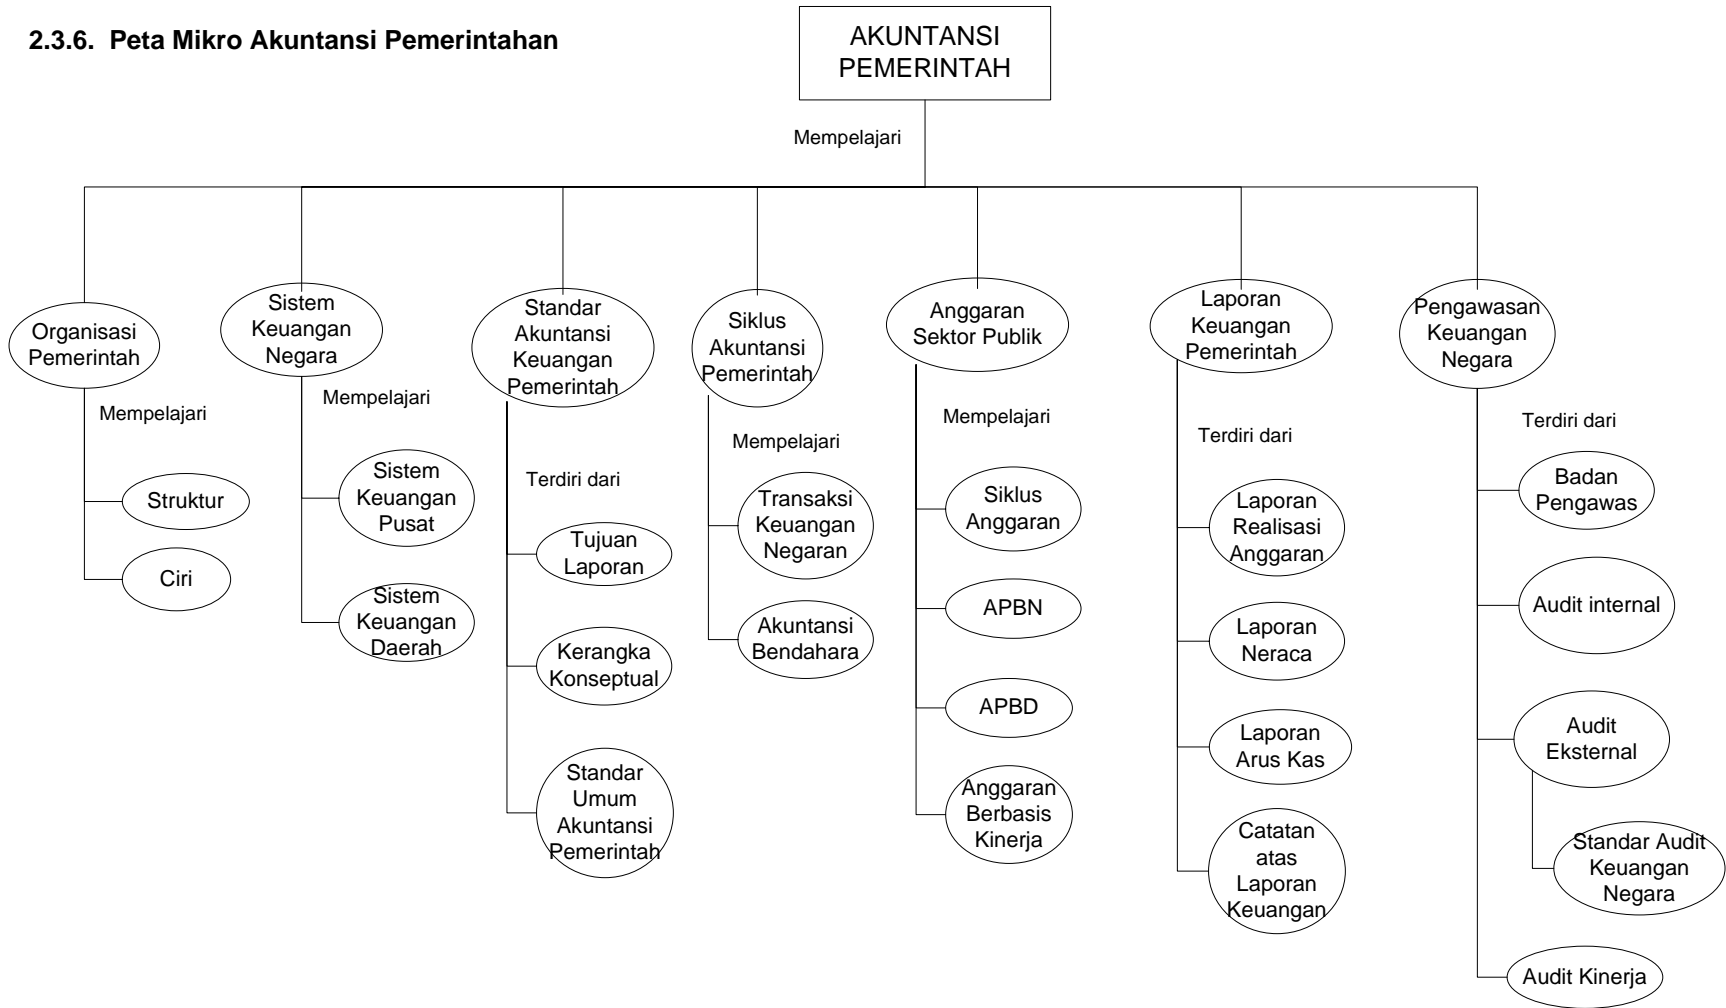 2.3.6. Peta Mikro Akuntansi Pemerintahan
AKUNTANSI
PEMERINTAH
Mempelajari
Organisasi
Pemerintah
Mempelajari
Struktur
Ciri
Sistem
Keuangan
Negara
Mempelajari
Sistem
Keuangan
Pusat
Sistem
Keuangan
Daerah
Standar
Akuntansi
Keuangan
Pemerintah
Terdiri dari
Tujuan
Laporan
Kerangka
Konseptual
Standar
Umum
Akuntansi
Pemerintah
Siklus
Akuntansi
Pemerintah
Mempelajari
Transaksi
Keuangan
Negaran
Akuntansi
Bendahara
Anggaran
Sektor Publik
Mempelajari
Siklus
Anggaran
APBN
APBD
Anggaran
Berbasis
Kinerja
Laporan
Keuangan
Pemerintah
Terdiri dari
Laporan
Realisasi
Anggaran
Laporan
Neraca
Laporan
Arus Kas
Catatan
atas
Laporan
Keuangan
Pengawasan
Keuangan
Negara
Terdiri dari
Badan
Pengawas
Audit internal
Audit
Eksternal
Standar Audit
Keuangan
Negara
Audit Kinerja